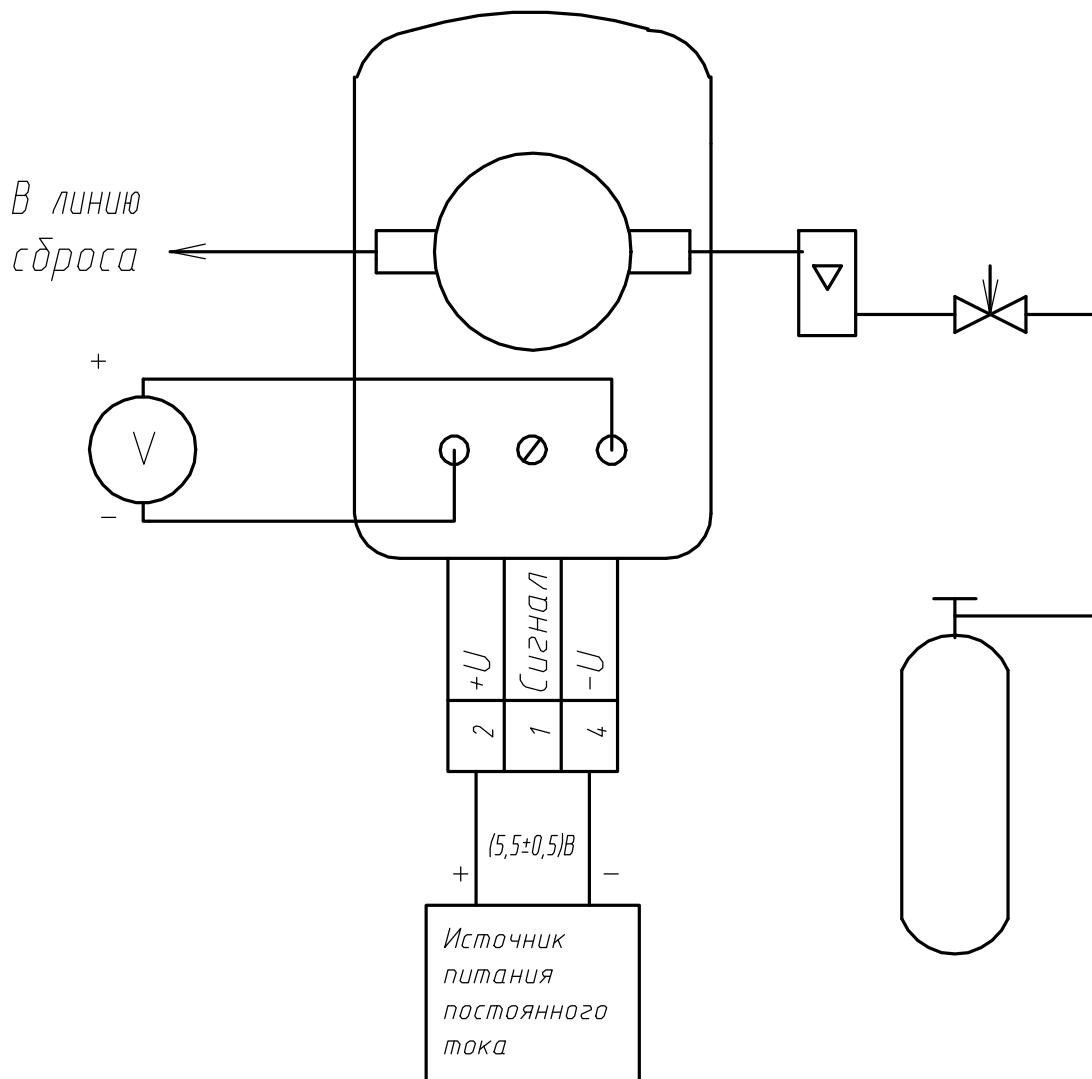 В линию
сброса
+
V
−
+U
Сигнал
-U
2
1
4
(5,5±0,5)В
+
−
Источник
питания
постоянного
тока